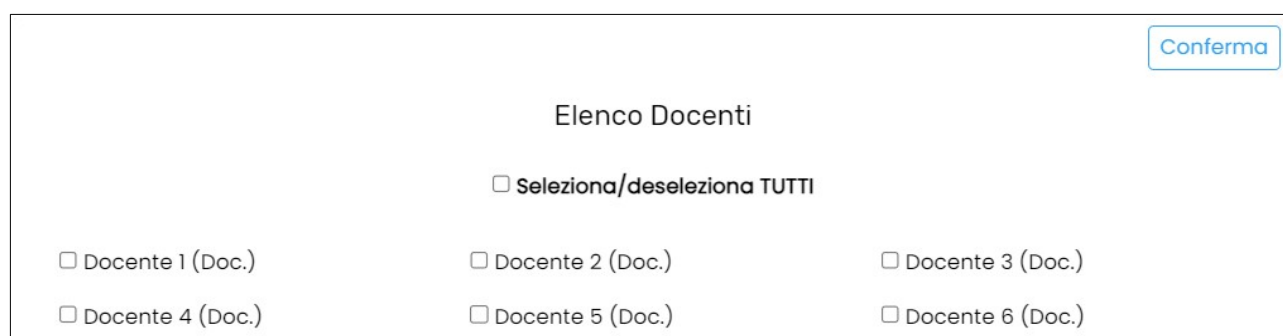 Conferma
Elenco Docenti
Seleziona/deseleziona TUTTI
Docente 1 (Doc.) Docente 2 (Doc.) Docente 3 (Doc.)
Docente 4 (Doc.) Docente 5 (Doc.) Docente 6 (Doc.)